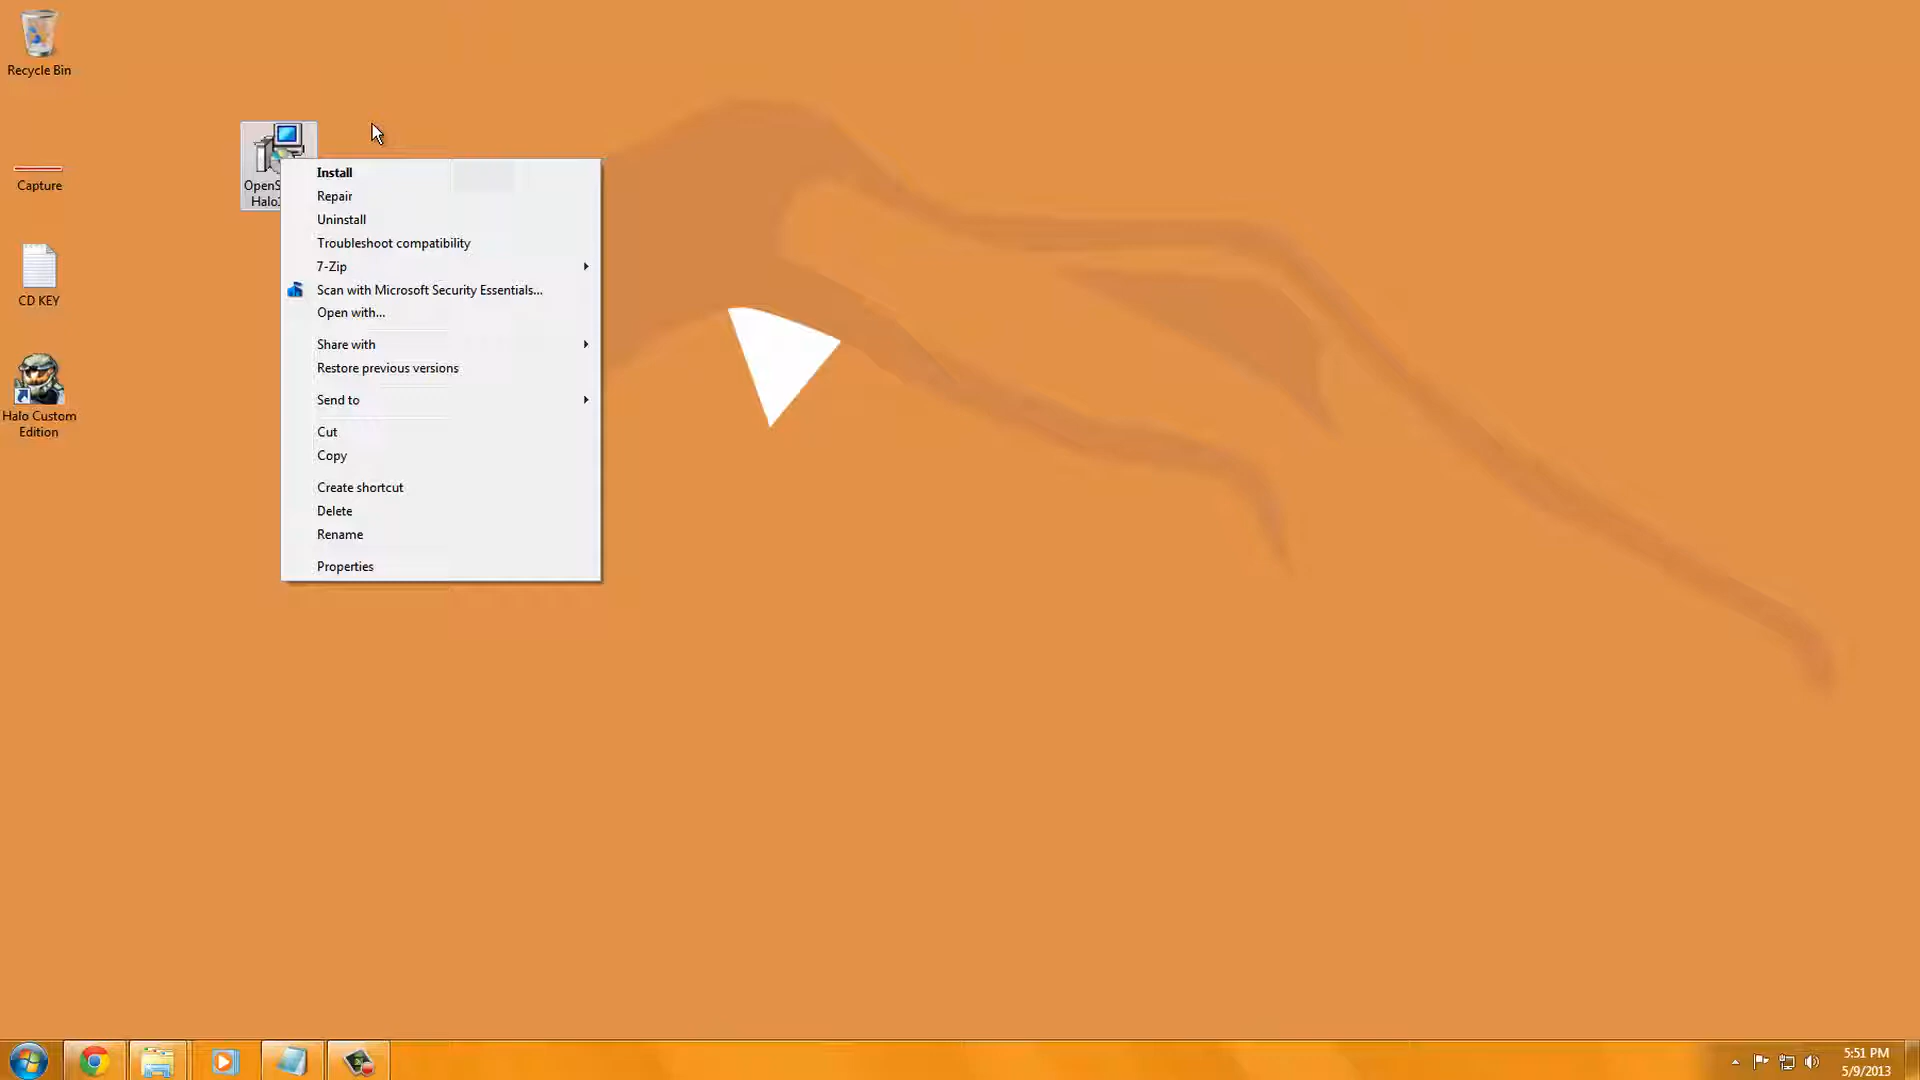 Recycle Bin
Capture
CD KEY
Halo Custom
Edition
Install
Repair
Uninstall
Troubleshoot compatibility
7-Zip
Scan with Microsoft Security Essentials...
Open with...
Share with
Restore previous versions
Send to
Cut
Copy
Create shortcut
Delete
Rename
Properties
5:51 PM
5/9/2013